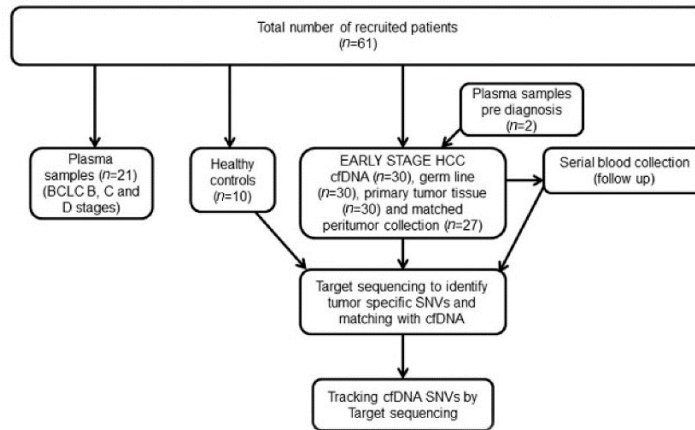 Total number of recruited patients
(n=61)
Plasma samples
pre diagnosis
(n=2)
Plasma
samples (n=21)
(BCLC B, C and
D stages)
Healthy
controls
(n=10)
EARLY STAGE HCC
cfDNA (n=30), germ line
(n=30), primary tumor tissue
(n=30) and matched
peritumor collection (n=27)
Serial blood collection
(follow up)
Target sequencing to identify
tumor specific SNVs and
matching with cfDNA
Tracking cfDNA SNVs by
Target sequencing